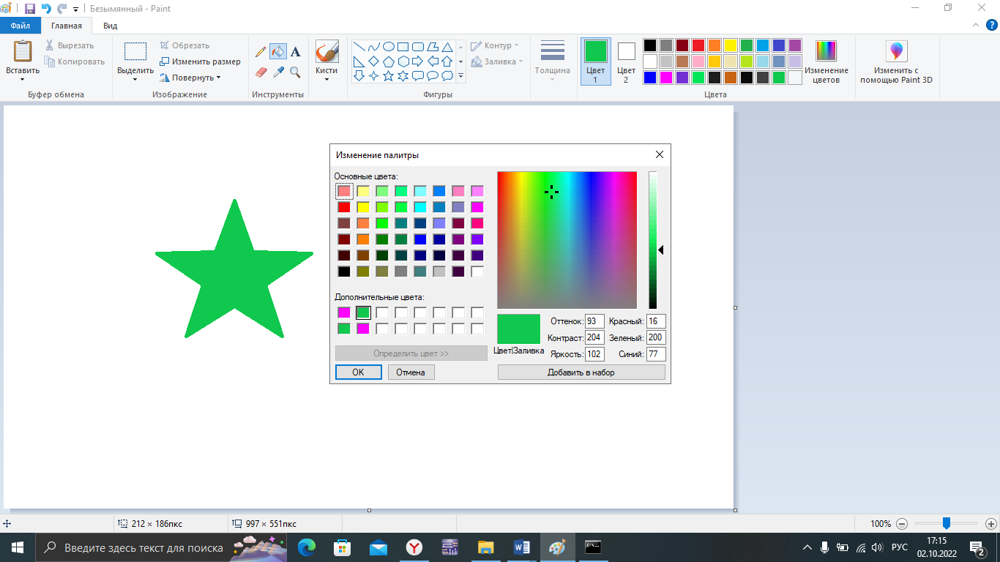 Безымянный - Paint
Файл Главная Вид
Вставить
Вырезать
Копировать
Буфер обмена
Выделить
Обрезать
Изменить размер
Повернуть
Изображение
A
Инструменты
Кисти
Контур
Заливка
Фигуры
Толщина
Цвет 1
Цвет 2
Изменение цветов
Цвета
Изменить с помощью Paint 3D
Изменение палитры
Основные цвета:
Дополнительные цвета:
Определить цвет >>
OK Отмена
Цвет|Заливка
Оттенок: 93 Красный: 16
Контраст: 204 Зеленый: 200
Яркость: 102 Синий: 77
Добавить в набор
212 × 186пкс 997 × 551пкс 100%
Введите здесь текст для поиска
РУС
17:15
02.10.2022
2